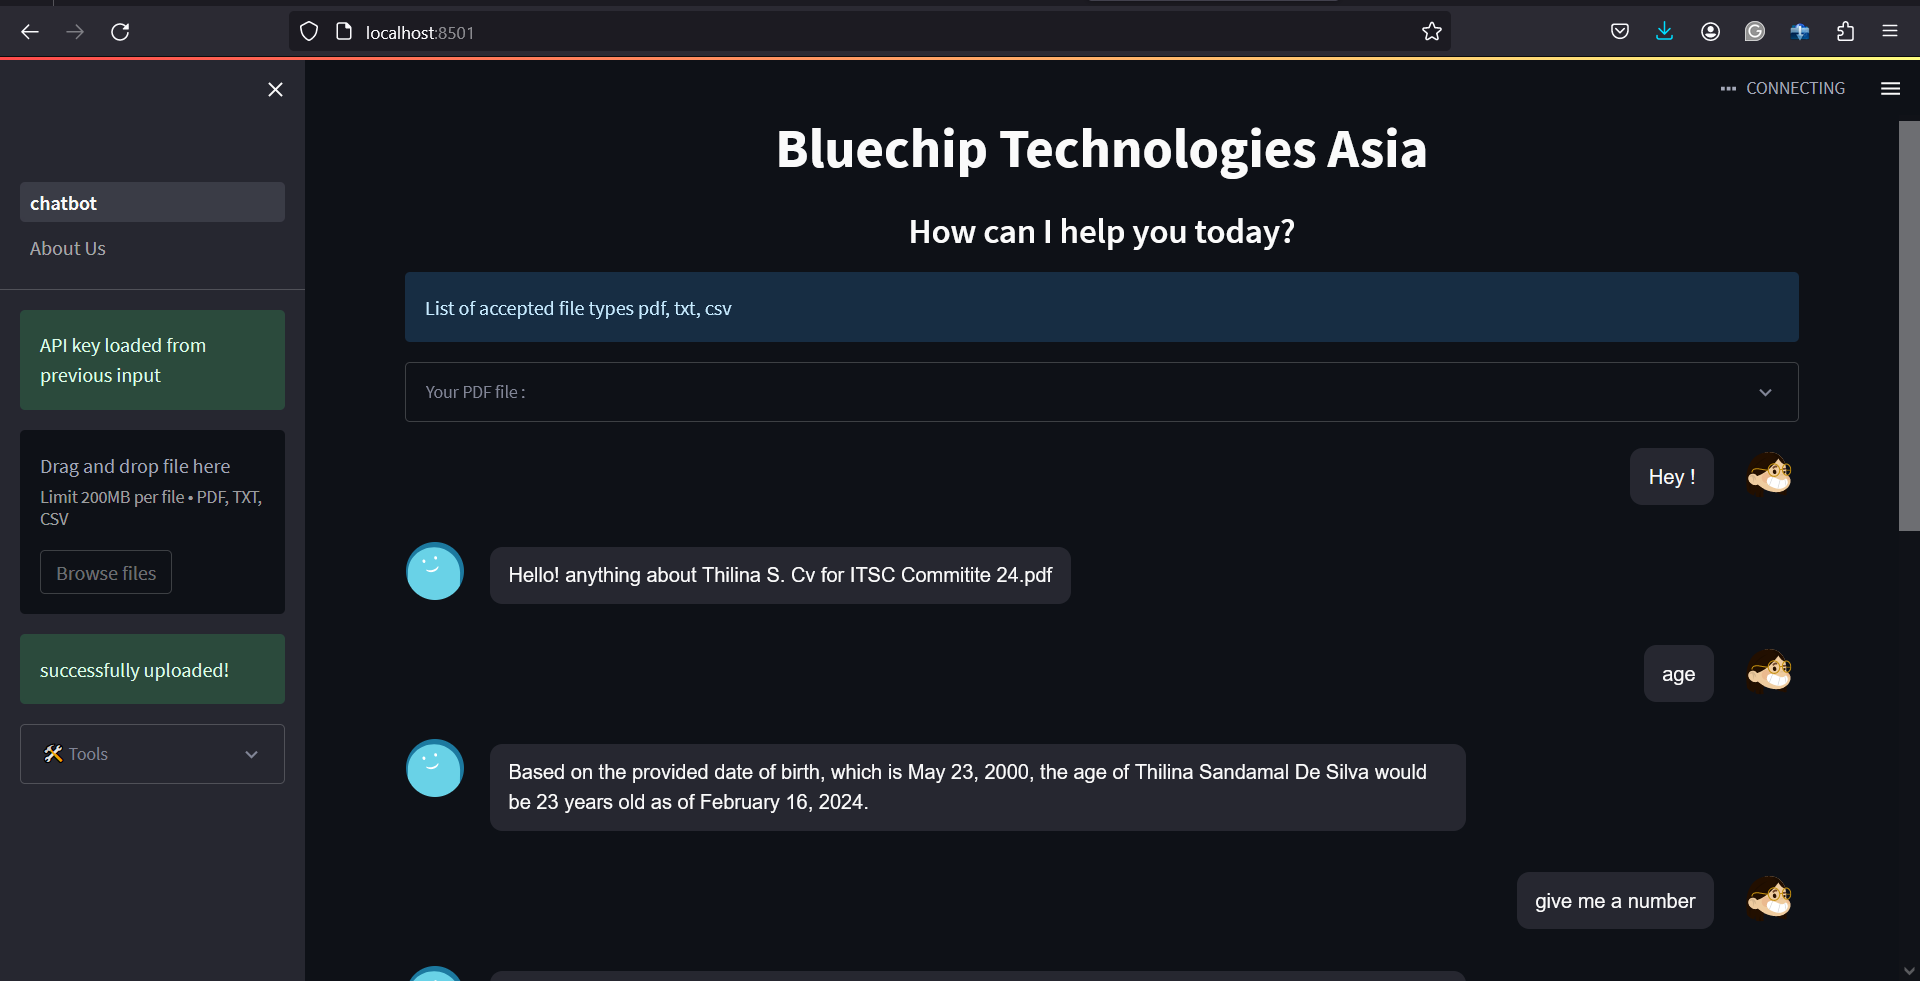 localhost:8501
CONNECTING
chatbot
About Us
API key loaded from
previous input
Drag and drop file here
Limit 200MB per file • PDF, TXT,
CSV
Browse files
successfully uploaded!
🛠️ Tools
Bluechip Technologies Asia
How can I help you today?
List of accepted file types pdf, txt, csv
Your PDF file :
Hey !
Hello! anything about Thilina S. Cv for ITSC Commitite 24.pdf
age
Based on the provided date of birth, which is May 23, 2000, the age of Thilina Sandamal De Silva would
be 23 years old as of February 16, 2024.
give me a number